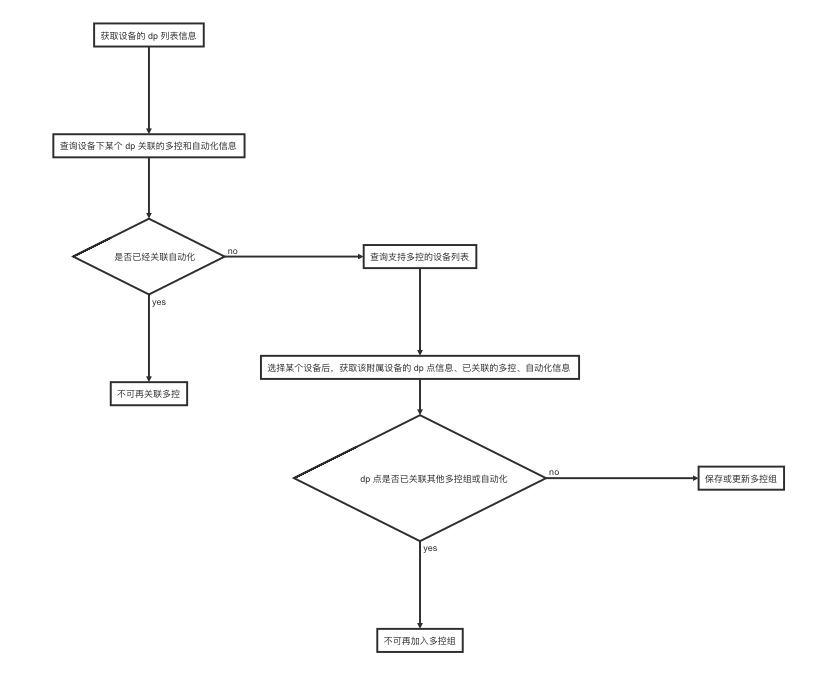 获取设备的 dp 列表信息
查询设备下某个 dp 关联的多控和自动化信息
是否已经关联自动化
no
查询支持多控的设备列表
yes
选择某个设备后，获取该附属设备的 dp 点信息、已关联的多控、自动化信息
不可再关联多控
dp 点是否已关联其他多控组或自动化
no
保存或更新多控组
yes
不可再加入多控组